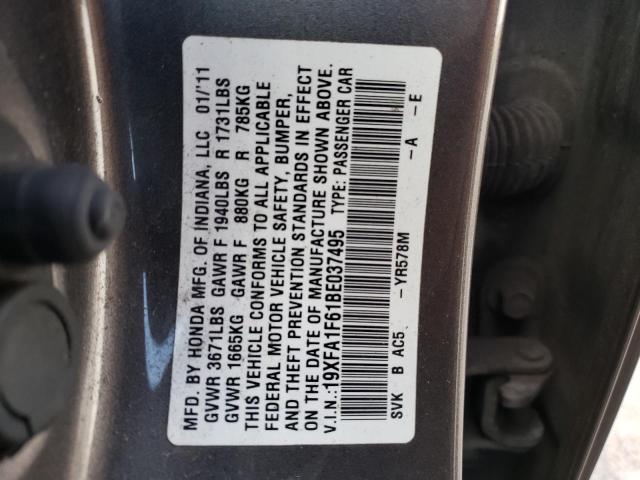 MFD. BY HONDA MFG. OF INDIANA, LLC 01/'11
GVWR 3671LBS GAWR F 1940LBS R 1731LBS
GVWR 1665KG GAWR F 880KG R 785KG
THIS VEHICLE CONFORMS TO ALL APPLICABLE
FEDERAL MOTOR VEHICLE SAFETY, BUMPER,
AND THEFT PREVENTION STANDARDS IN EFFECT
ON THE DATE OF MANUFACTURE SHOWN ABOVE.
V.I.N.:19XFA1F61BE037495 TYPE: PASSENGER CAR
SVK B AC5 -YR578M -A -E